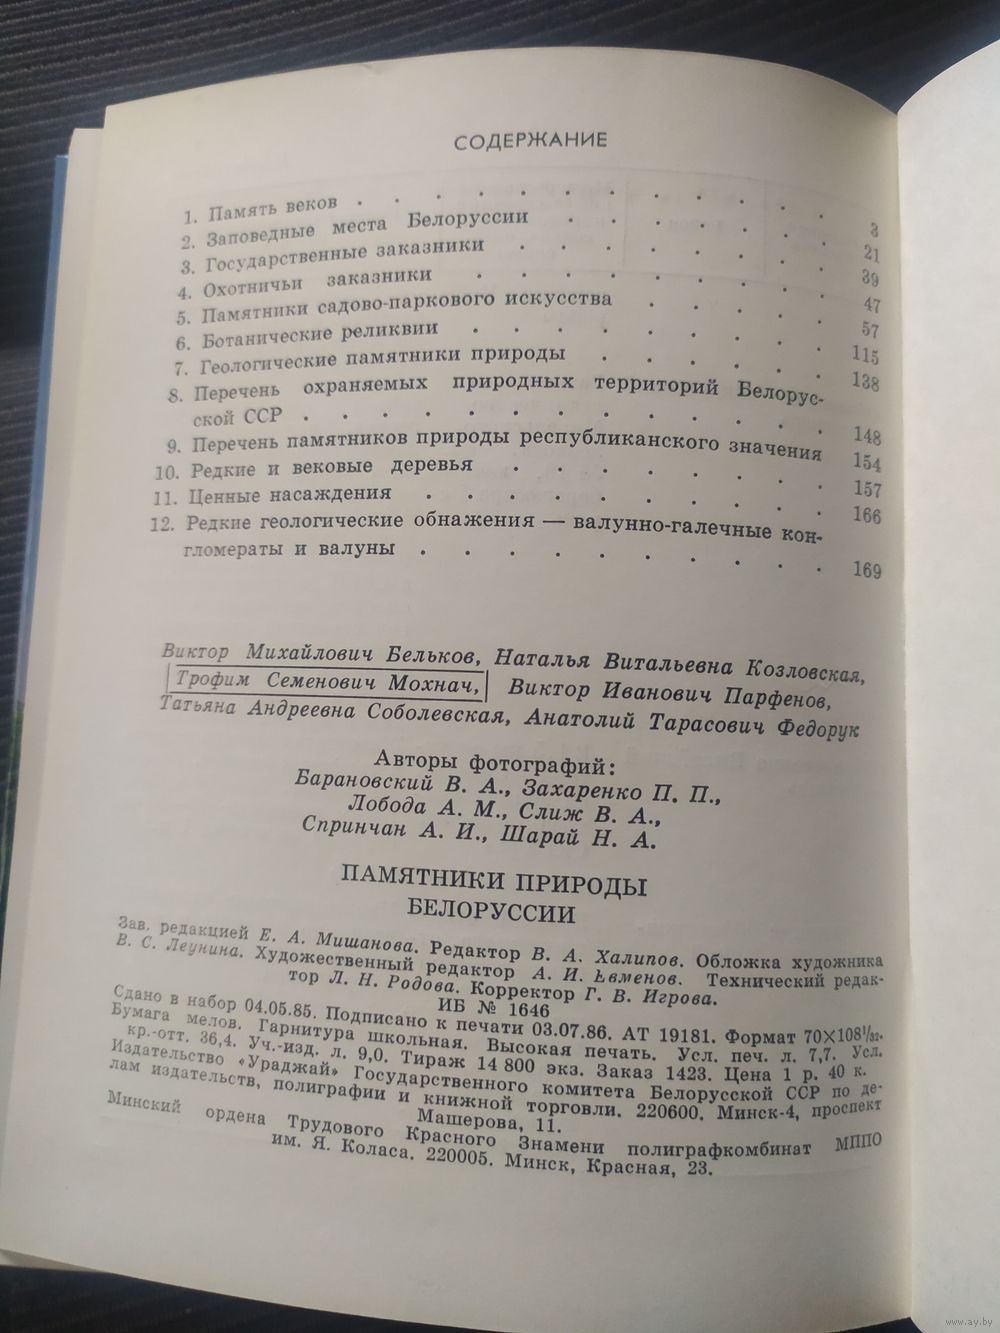 СОДЕРЖАНИЕ
1. Память веков . . . . . . . . . . . 3
2. Заповедные места Белоруссии . . . . . . . 21
3. Государственные заказники . . . . . . . . 39
4. Охотничьи заказники . . . . . . . . . 47
5. Памятники садово-паркового искусства . . . . . 57
6. Ботанические реликвии . . . . . . . . . 115
7. Геологические памятники природы . . . . . . 138
8. Перечень охраняемых природных территорий Белорус-
ской ССР . . . . . . . . . . . . 148
9. Перечень памятников природы республиканского значения 154
10. Редкие и вековые деревья . . . . . . . . 157
11. Ценные насаждения . . . . . . . . . . 166
12. Редкие геологические обнажения — валунно-галечные кон-
гломераты и валуны . . . . . . . . . . 169
Виктор Михайлович Бельков, Наталья Витальевна Козловская,
Трофим Семенович Мохнач, Виктор Иванович Парфенов,
Татьяна Андреевна Соболевская, Анатолий Тарасович Федорук
Авторы фотографий:
Барановский В. А., Захаренко П. П.,
Лобода А. М., Слиж В. А.,
Спринчан А. И., Шарай Н. А.
ПАМЯТНИКИ ПРИРОДЫ
БЕЛОРУССИИ
Зав. редакцией Е. А. Мишанова. Редактор В. А. Халипов. Обложка художника
В. С. Леунина. Художественный редактор А. И. Евменов. Технический редак-
тор Л. Н. Родова. Корректор Г. В. Игрова.
ИБ № 1646
Сдано в набор 04.05.85. Подписано к печати 03.07.86. АТ 19181. Формат 70×108¹/₃₂.
Бумага мелов. Гарнитура школьная. Высокая печать. Усл. печ. л. 7,7. Усл.
кр.-отт. 36,4. Уч.-изд. л. 9,0. Тираж 14 800 экз. Заказ 1423. Цена 1 р. 40 к.
Издательство «Ураджай» Государственного комитета Белорусской ССР по де-
лам издательств, полиграфии и книжной торговли. 220600. Минск-4, проспект
Машерова, 11.
Минский ордена Трудового Красного Знамени полиграфкомбинат МППО
им. Я. Коласа. 220005. Минск, Красная, 23.
www.ay.by